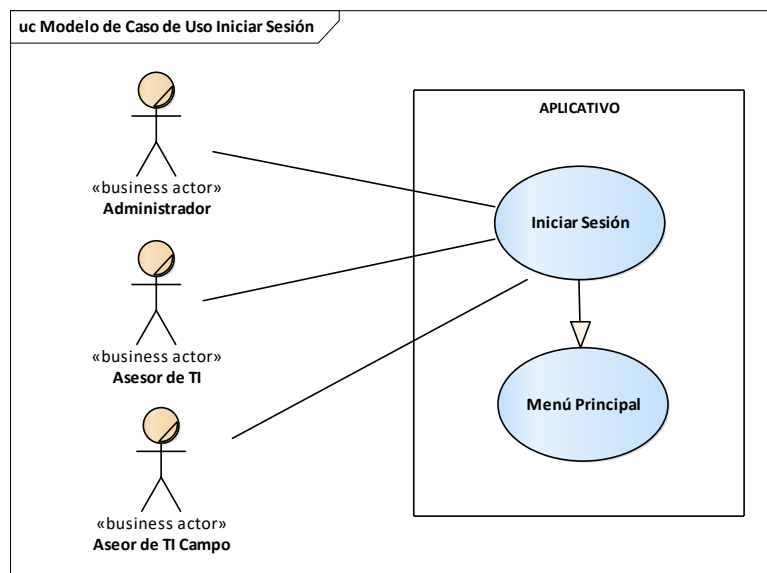 uc Modelo de Caso de Uso Iniciar Sesión
APLICATIVO
«business actor»
Administrador
Iniciar Sesión
«business actor»
Asesor de TI
Menú Principal
«business actor»
Aseor de TI Campo